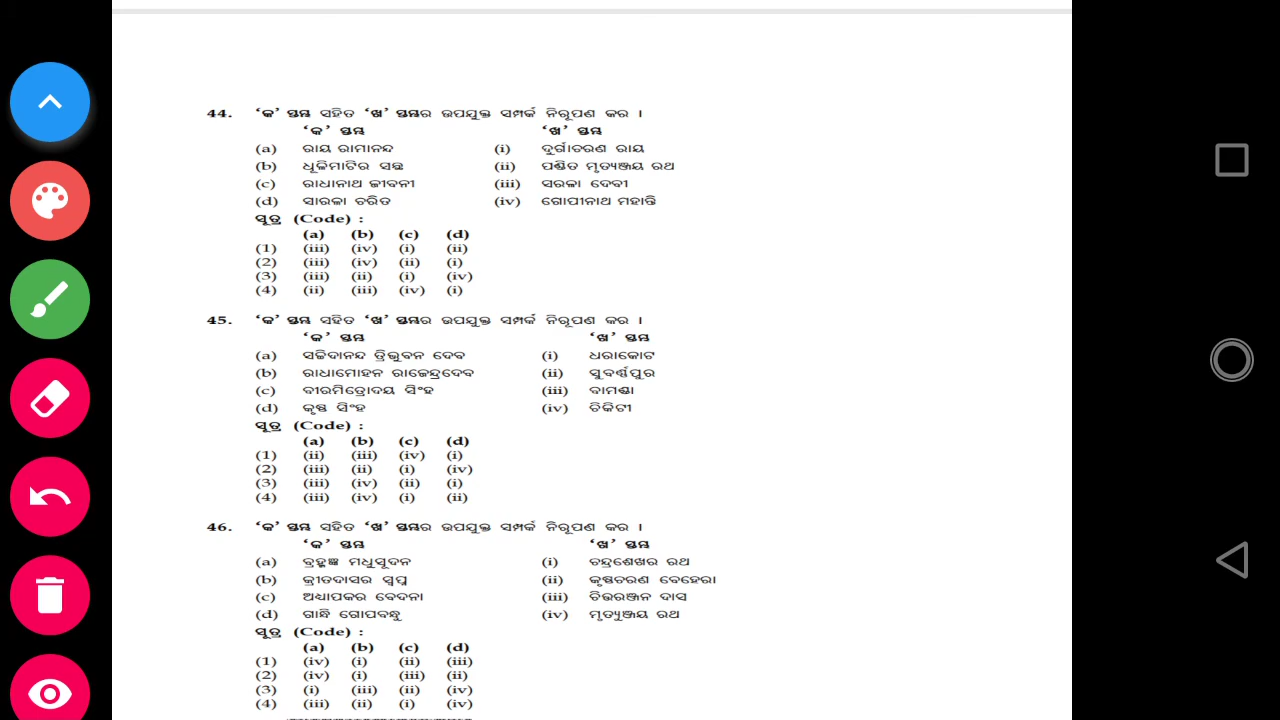 44. ‘କ’ ସ୍ତମ୍ଭ ସହିତ ‘ଖ’ ସ୍ତମ୍ଭର ଉପଯୁକ୍ତ ସମ୍ପର୍କ ନିରୂପଣ କର ।
‘କ’ ସ୍ତମ୍ଭ ‘ଖ’ ସ୍ତମ୍ଭ
(a) ରାୟ ରାମାନନ୍ଦ (i) ଦୁର୍ଗାଚରଣ ରାୟ
(b) ଧୂଳିମାଟିର ସନ୍ଥ (ii) ପଣ୍ଡିତ ମୃତ୍ୟୁଞ୍ଜୟ ରଥ
(c) ରାଧାନାଥ ଜୀବନୀ (iii) ସରଳା ଦେବୀ
(d) ସାରଳା ଚରିତ (iv) ଗୋପୀନାଥ ମହାନ୍ତି
ସୂତ୍ର (Code) :
(a) (b) (c) (d)
(1) (iii) (iv) (i) (ii)
(2) (iii) (iv) (ii) (i)
(3) (iii) (ii) (i) (iv)
(4) (ii) (iii) (iv) (i)
45. ‘କ’ ସ୍ତମ୍ଭ ସହିତ ‘ଖ’ ସ୍ତମ୍ଭର ଉପଯୁକ୍ତ ସମ୍ପର୍କ ନିରୂପଣ କର ।
‘କ’ ସ୍ତମ୍ଭ ‘ଖ’ ସ୍ତମ୍ଭ
(a) ସଚ୍ଚିଦାନନ୍ଦ ତ୍ରିଭୁବନ ଦେବ (i) ଧରାକୋଟ
(b) ରାଧାମୋହନ ରାଜେନ୍ଦ୍ରଦେବ (ii) ସୁବର୍ଣ୍ଣପୁର
(c) ବୀରମିତ୍ରୋଦୟ ସିଂହ (iii) ବାମଣ୍ଡା
(d) କୃଷ୍ଣ ସିଂହ (iv) ଚିକିଟୀ
ସୂତ୍ର (Code) :
(a) (b) (c) (d)
(1) (ii) (iii) (iv) (i)
(2) (iii) (ii) (i) (iv)
(3) (iii) (iv) (ii) (i)
(4) (iii) (iv) (i) (ii)
46. ‘କ’ ସ୍ତମ୍ଭ ସହିତ ‘ଖ’ ସ୍ତମ୍ଭର ଉପଯୁକ୍ତ ସମ୍ପର୍କ ନିରୂପଣ କର ।
‘କ’ ସ୍ତମ୍ଭ ‘ଖ’ ସ୍ତମ୍ଭ
(a) ବ୍ରହ୍ମଜ୍ଞ ମଧୁସୂଦନ (i) ଚନ୍ଦ୍ରଶେଖର ରଥ
(b) କ୍ରୀତଦାସର ସ୍ୱପ୍ନ (ii) କୃଷ୍ଣଚରଣ ବେହେରା
(c) ଅଧ୍ୟାପକର ବେଦନା (iii) ଚିତ୍ତରଞ୍ଜନ ଦାସ
(d) ଗାନ୍ଧି ଗୋପବନ୍ଧୁ (iv) ମୃତ୍ୟୁଞ୍ଜୟ ରଥ
ସୂତ୍ର (Code) :
(a) (b) (c) (d)
(1) (iv) (i) (ii) (iii)
(2) (iv) (i) (iii) (ii)
(3) (i) (iii) (ii) (iv)
(4) (iii) (ii) (i) (iv)